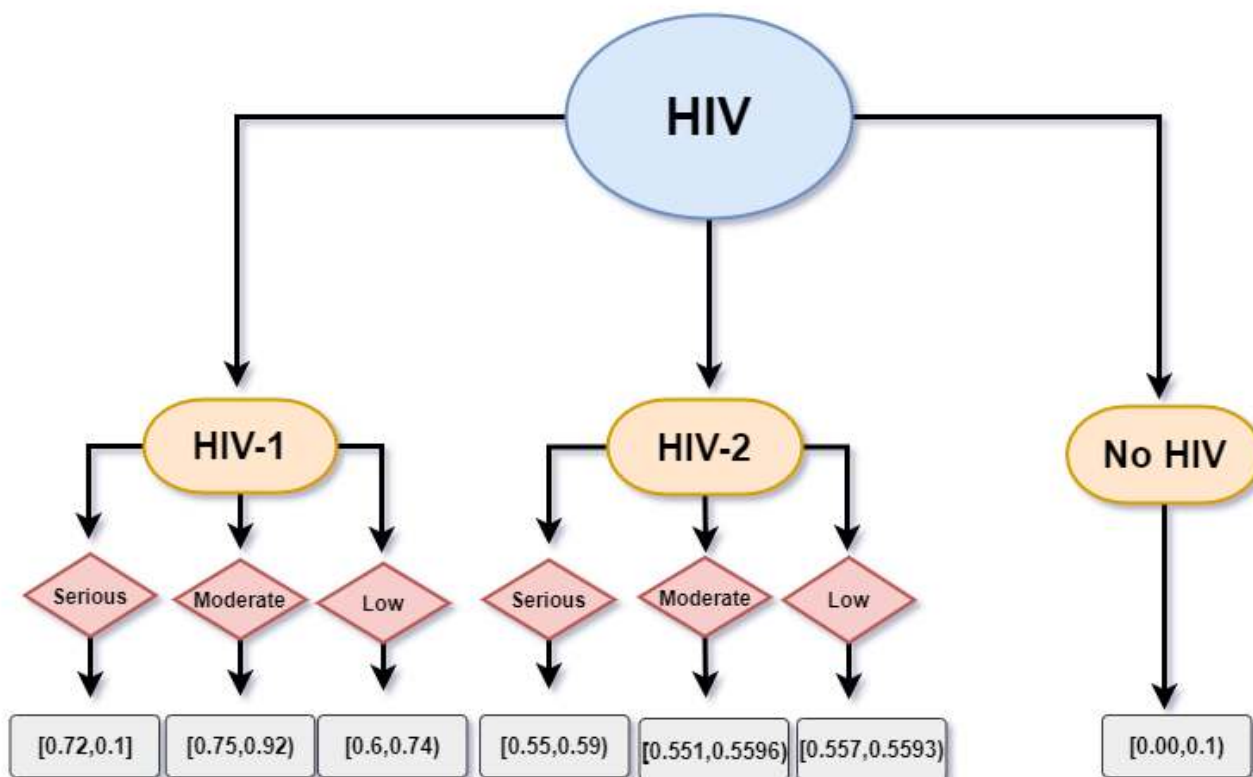 HIV
HIV-1
HIV-2
No HIV
Serious
Moderate
Low
Serious
Moderate
Low
[0.72,0.1]
[0.75,0.92)
[0.6,0.74)
[0.55,0.59)
[0.551,0.5596)
[0.557,0.5593)
[0.00,0.1)